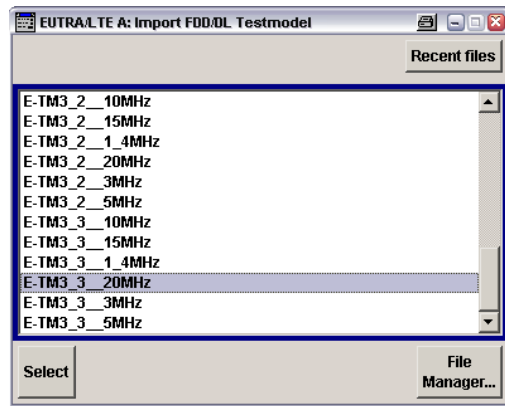 EUTRA/LTE A: Import FDD/DL Testmodel
Recent files
E-TM3_2__10MHz
E-TM3_2__15MHz
E-TM3_2__1_4MHz
E-TM3_2__20MHz
E-TM3_2__3MHz
E-TM3_2__5MHz
E-TM3_3__10MHz
E-TM3_3__15MHz
E-TM3_3__1_4MHz
E-TM3_3__20MHz
E-TM3_3__3MHz
E-TM3_3__5MHz
Select
File
Manager...